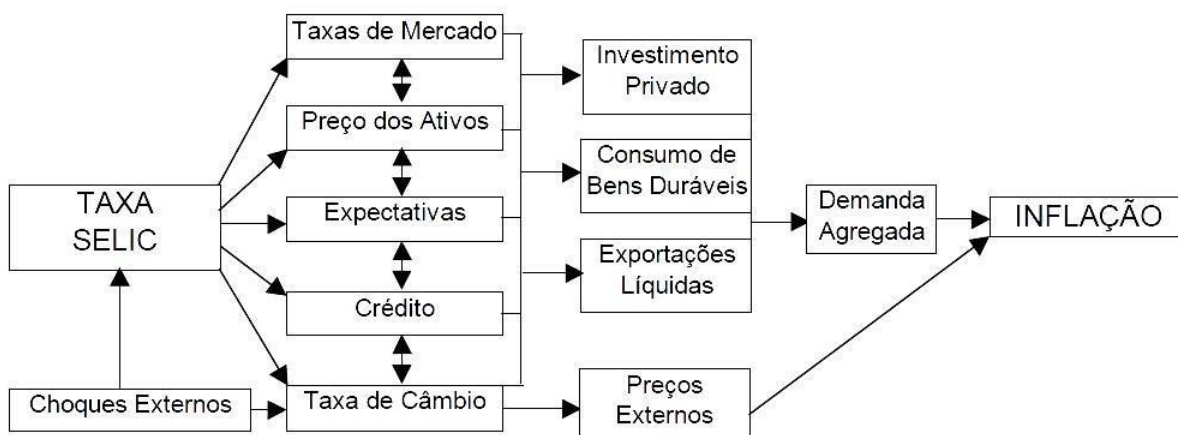 Taxas de Mercado
Preço dos Ativos
Expectativas
Crédito
Taxa de Câmbio
TAXA
SELIC
Choques Externos
Investimento
Privado
Consumo de
Bens Duráveis
Exportações
Líquidas
Preços
Externos
Demanda
Agregada
INFLAÇÃO